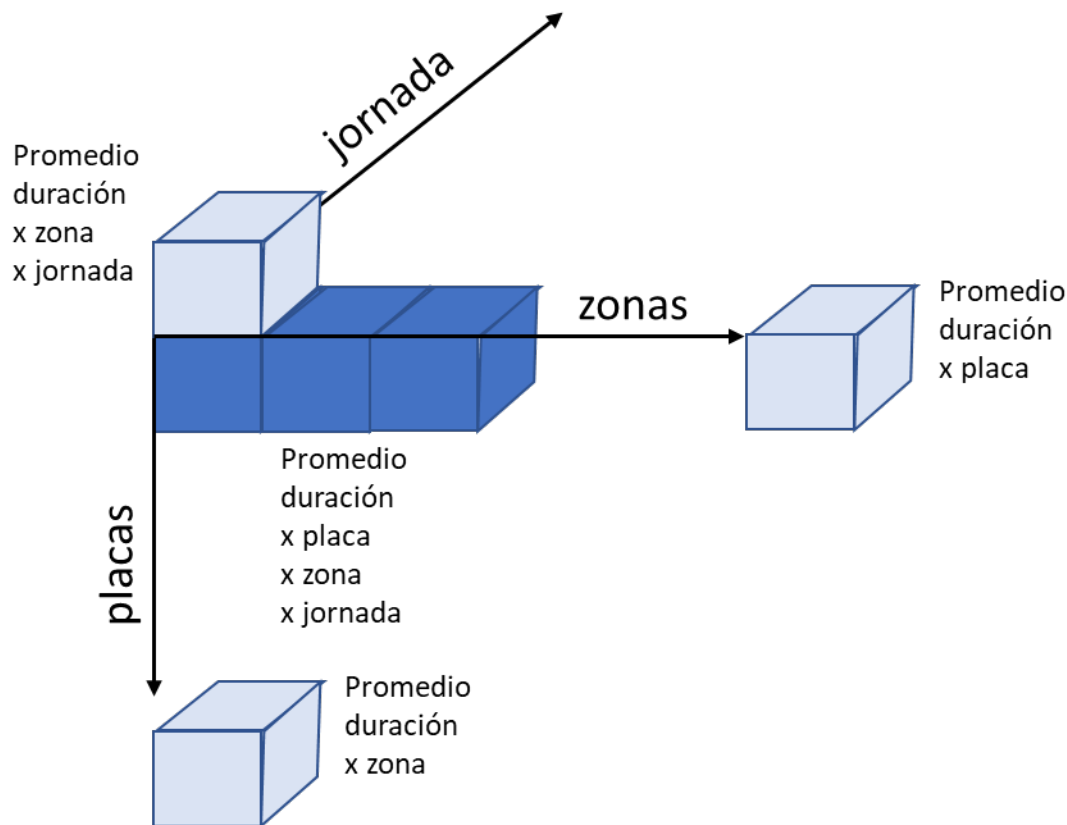 jornada
Promedio
duración
x zona
x jornada
zonas
Promedio
duración
x placa
Promedio
duración
x placa
x zona
x jornada
placas
Promedio
duración
x zona